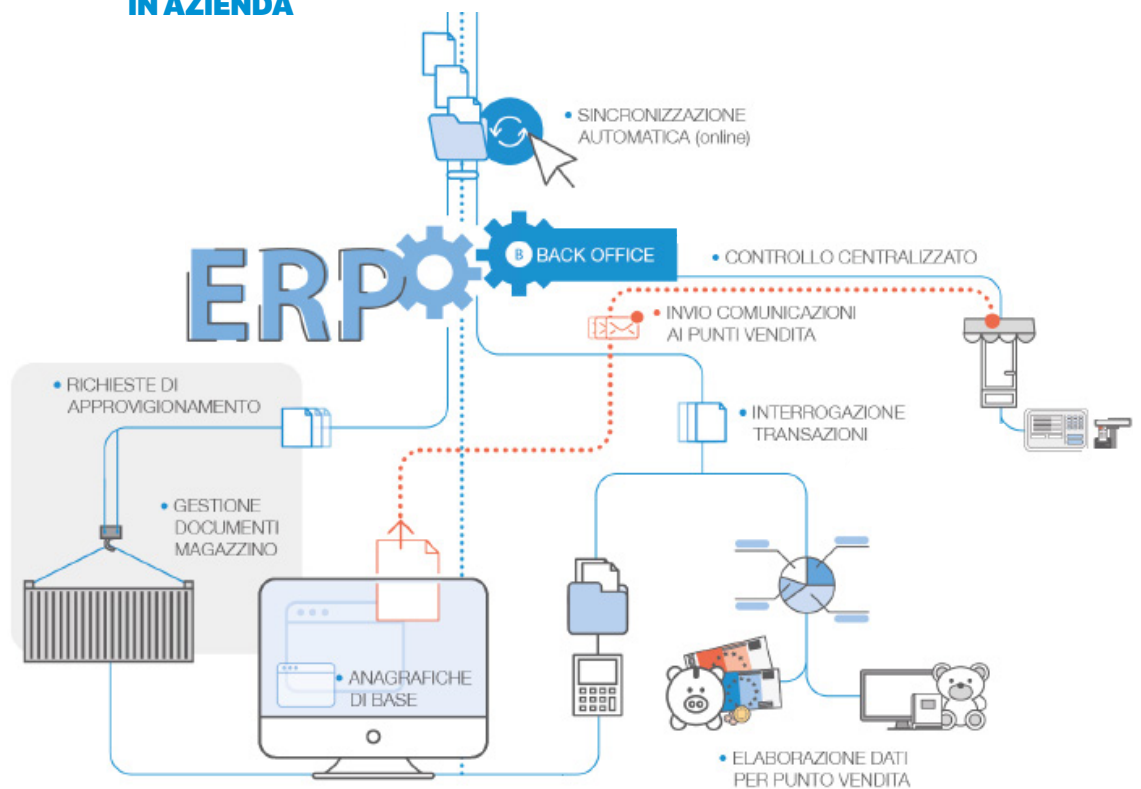 IN AZIENDA
• SINCRONIZZAZIONE
AUTOMATICA (online)
ERP
B BACK OFFICE
• CONTROLLO CENTRALIZZATO
• INVIO COMUNICAZIONI
AI PUNTI VENDITA
• RICHIESTE DI
APPROVIGIONAMENTO
• INTERROGAZIONE
TRANSAZIONI
• GESTIONE
DOCUMENTI
MAGAZZINO
• ANAGRAFICHE
DI BASE
• ELABORAZIONE DATI
PER PUNTO VENDITA